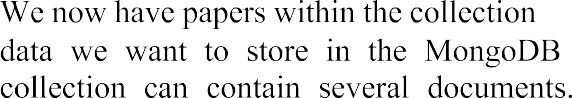 We now have papers within the collection
data we want to store in the MongoDB
collection can contain several documents.